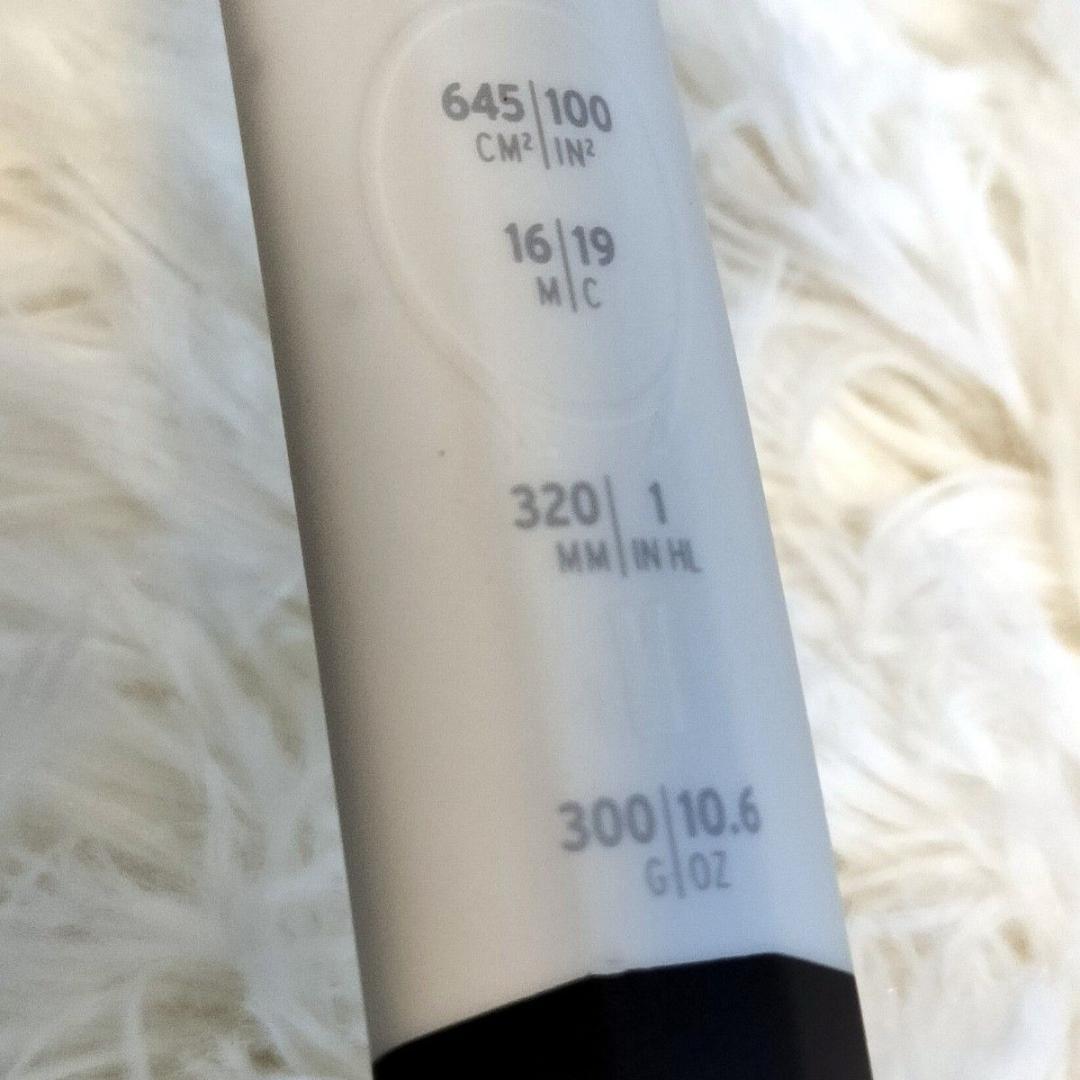 645|100
CM²|IN²
16|19
M|C
320|1
MM|IN HL
300|10.6
G|OZ